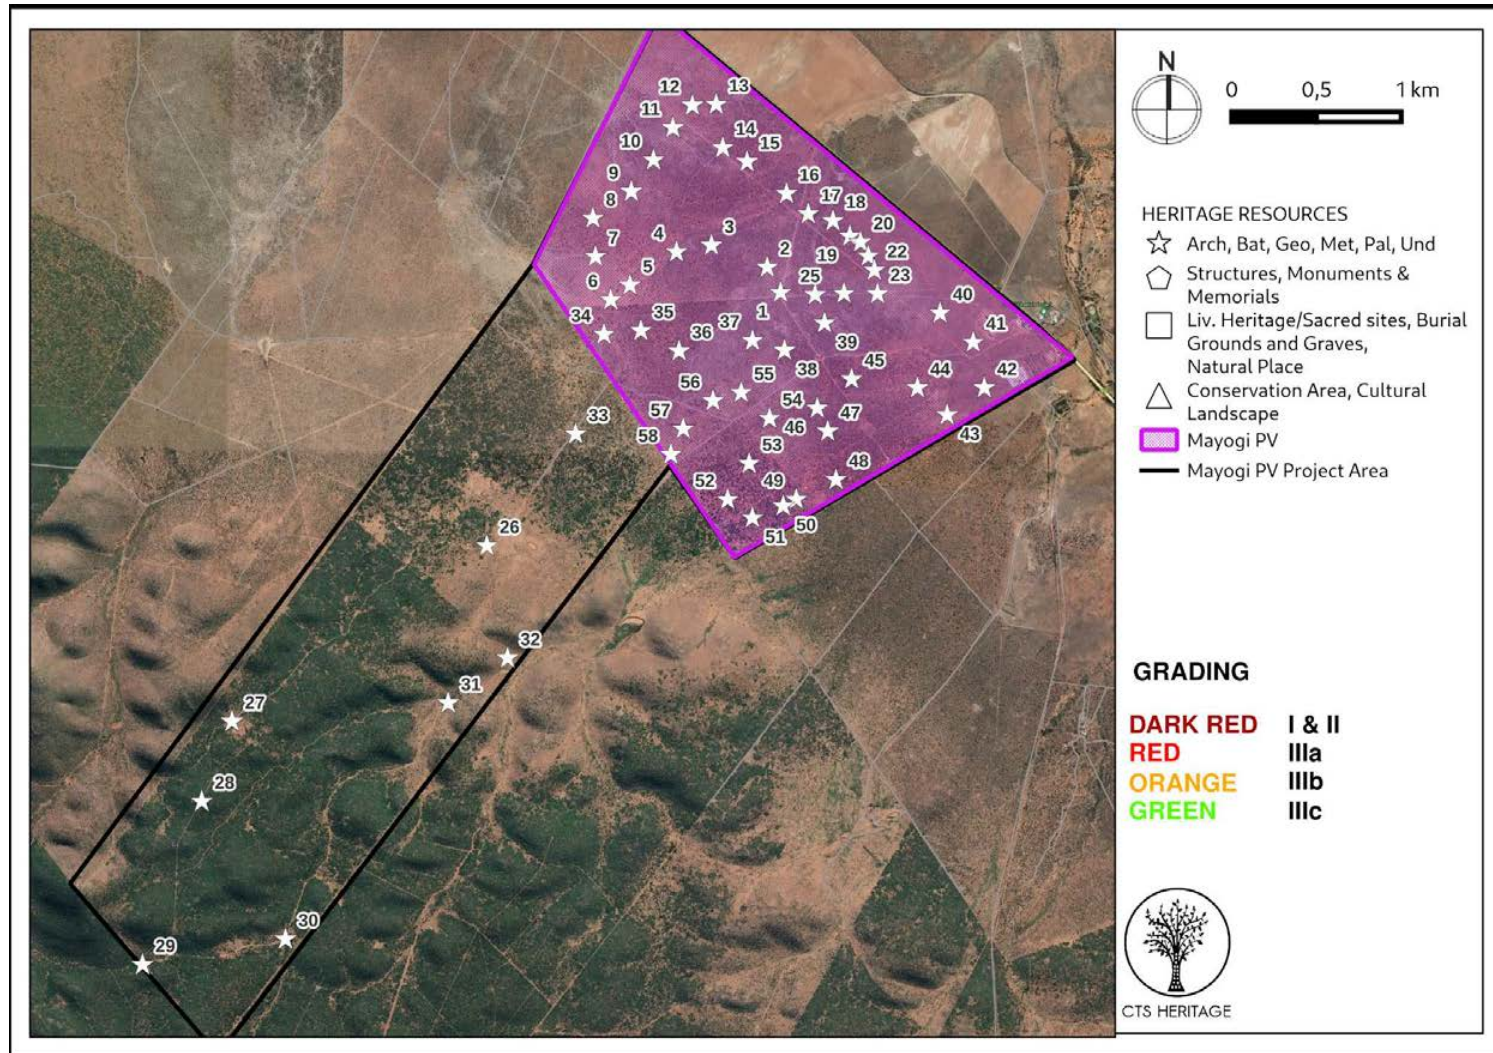 12
13
11
14
15
10
9
16
8
17
18
20
3
4
2
19
22
7
5
25
23
6
40
34
35
37
1
41
36
39
45
38
44
42
55
56
54
57
47
33
46
43
58
53
48
52
49
50
26
51
32
31
27
28
30
29
N
0 0,5 1 km
HERITAGE RESOURCES
Arch, Bat, Geo, Met, Pal, Und
Structures, Monuments &
Memorials
Liv. Heritage/Sacred sites, Burial
Grounds and Graves,
Natural Place
Conservation Area, Cultural
Landscape
Mayogi PV
Mayogi PV Project Area
GRADING
DARK RED I & II
RED IIIa
ORANGE IIIb
GREEN IIIc
CTS HERITAGE